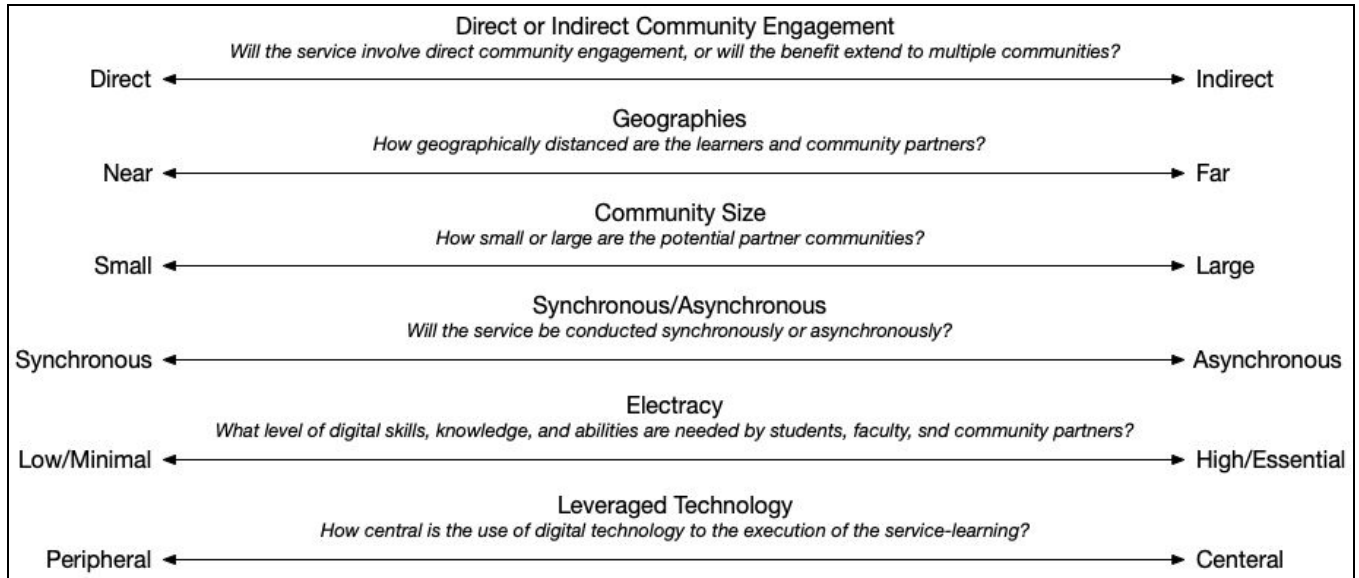 Direct or Indirect Community Engagement
Will the service involve direct community engagement, or will the benefit extend to multiple communities?
Direct Indirect
Geographies
How geographically distanced are the learners and community partners?
Near Far
Community Size
How small or large are the potential partner communities?
Small Large
Synchronous/Asynchronous
Will the service be conducted synchronously or asynchronously?
Synchronous Asynchronous
Electracy
What level of digital skills, knowledge, and abilities are needed by students, faculty, snd community partners?
Low/Minimal High/Essential
Leveraged Technology
How central is the use of digital technology to the execution of the service-learning?
Peripheral Centeral